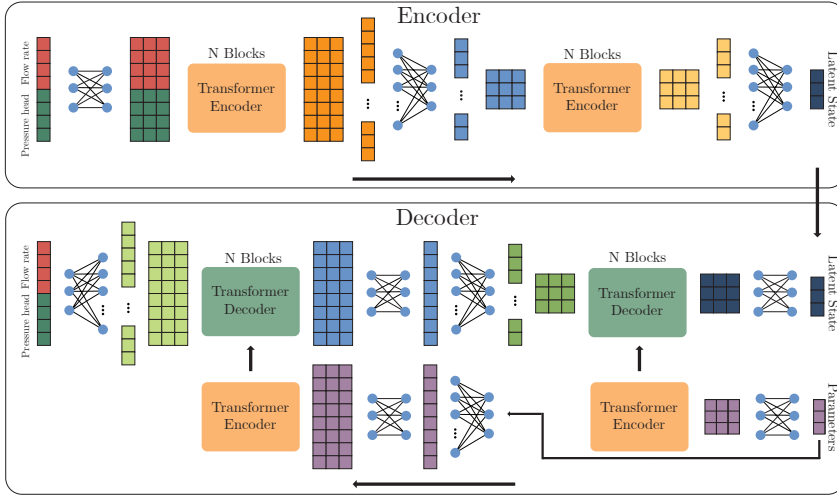 Encoder
Flow rate
Pressure head
N Blocks
Transformer
Encoder
...
...
N Blocks
Transformer
Encoder
...
Latent State
Decoder
Flow rate
Pressure head
...
...
N Blocks
Transformer
Decoder
...
...
N Blocks
Transformer
Decoder
Latent State
Transformer
Encoder
...
Transformer
Encoder
Parameters